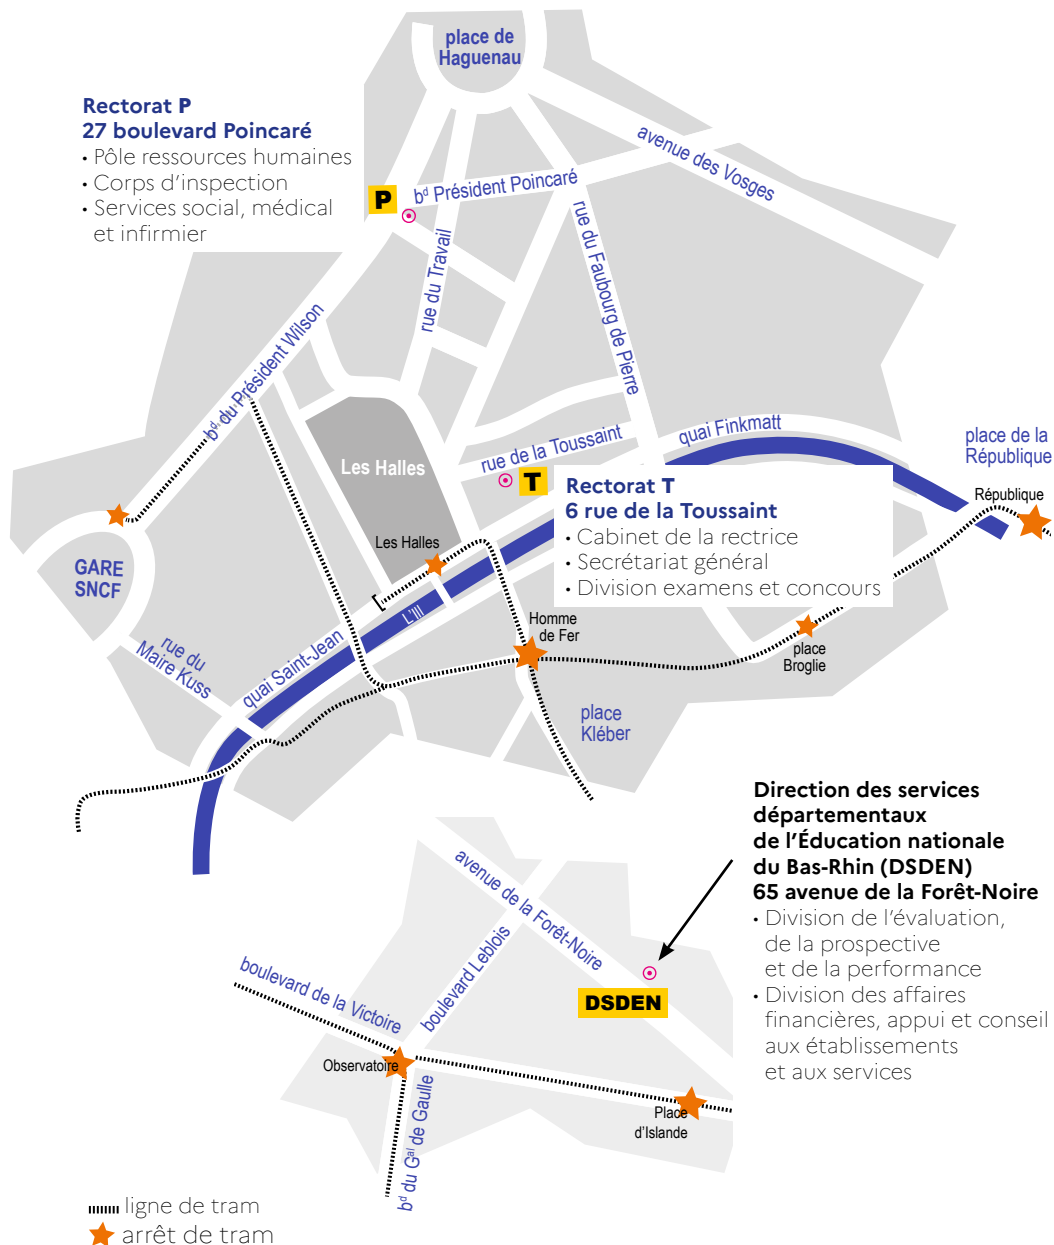 place de
Haguenau
Rectorat P
27 boulevard Poincaré
• Pôle ressources humaines
• Corps d'inspection
• Services social, médical
et infirmier
avenue des Vosges
P
bd Président Poincaré
rue du Travail
rue du Faubourg de Pierre
bd. du Président Wilson
Les Halles
rue de la Toussaint
quai Finkmatt
place de la
République
T
République
Rectorat T
6 rue de la Toussaint
• Cabinet de la rectrice
• Secrétariat général
• Division examens et concours
Les Halles
GARE
SNCF
L'Ill
Homme
de Fer
place
Broglie
rue du
Maire Kuss
quai Saint-Jean
place
Kléber
Direction des services
départementaux
de l'Éducation nationale
du Bas-Rhin (DSDEN)
65 avenue de la Forêt-Noire
• Division de l'évaluation,
de la prospective
et de la performance
• Division des affaires
financières, appui et conseil
aux établissements
et aux services
avenue de la Forêt-Noire
boulevard Leblois
boulevard de la Victoire
DSDEN
Observatoire
Place
d'Islande
bd du Gal de Gaulle
ligne de tram
arrêt de tram